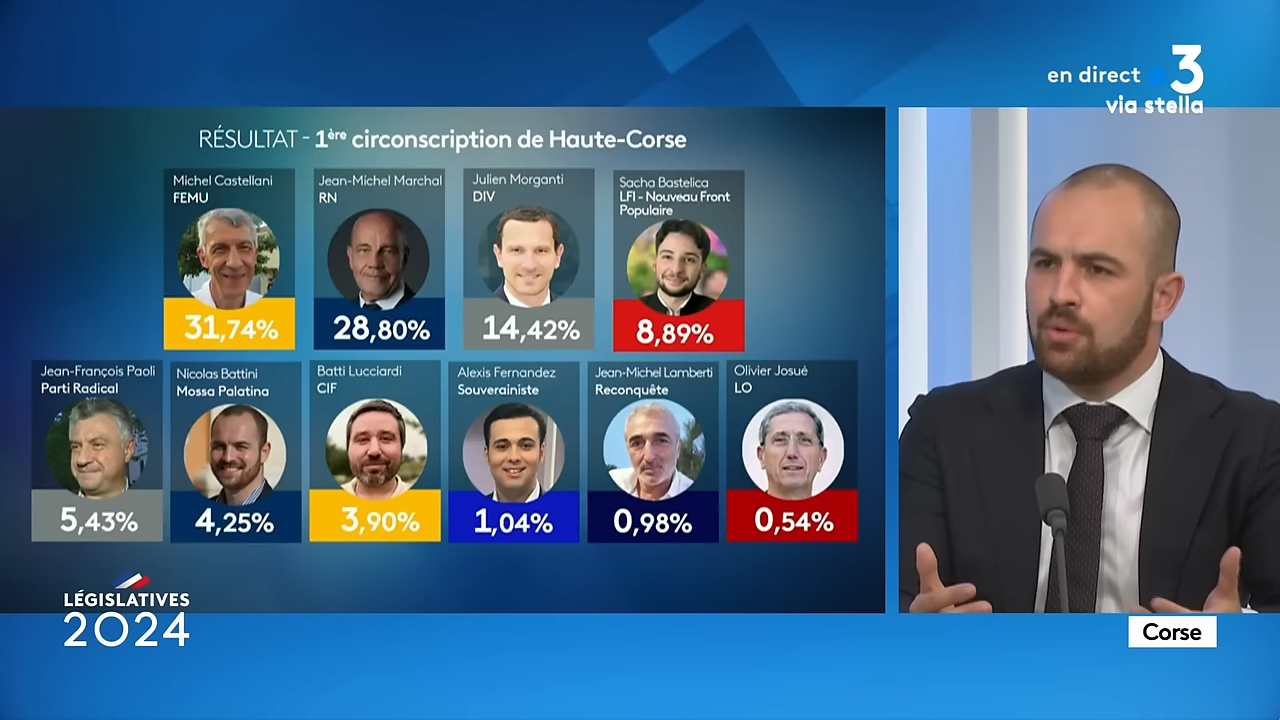 en direct 3
via stella
RÉSULTAT - 1ère circonscription de Haute-Corse
Michel Castellani
FEMU
31,74%
Jean-Michel Marchal
RN
28,80%
Julien Morganti
DIV
14,42%
Sacha Bastelica
LFI - Nouveau Front
Populaire
8,89%
Jean-François Paoli
Parti Radical
5,43%
Nicolas Battini
Mossa Palatina
4,25%
Batti Lucciardi
CIF
3,90%
Alexis Fernandez
Souverainiste
1,04%
Jean-Michel Lamberti
Reconquête
0,98%
Olivier Josué
LO
0,54%
LÉGISLATIVES
2024
Corse